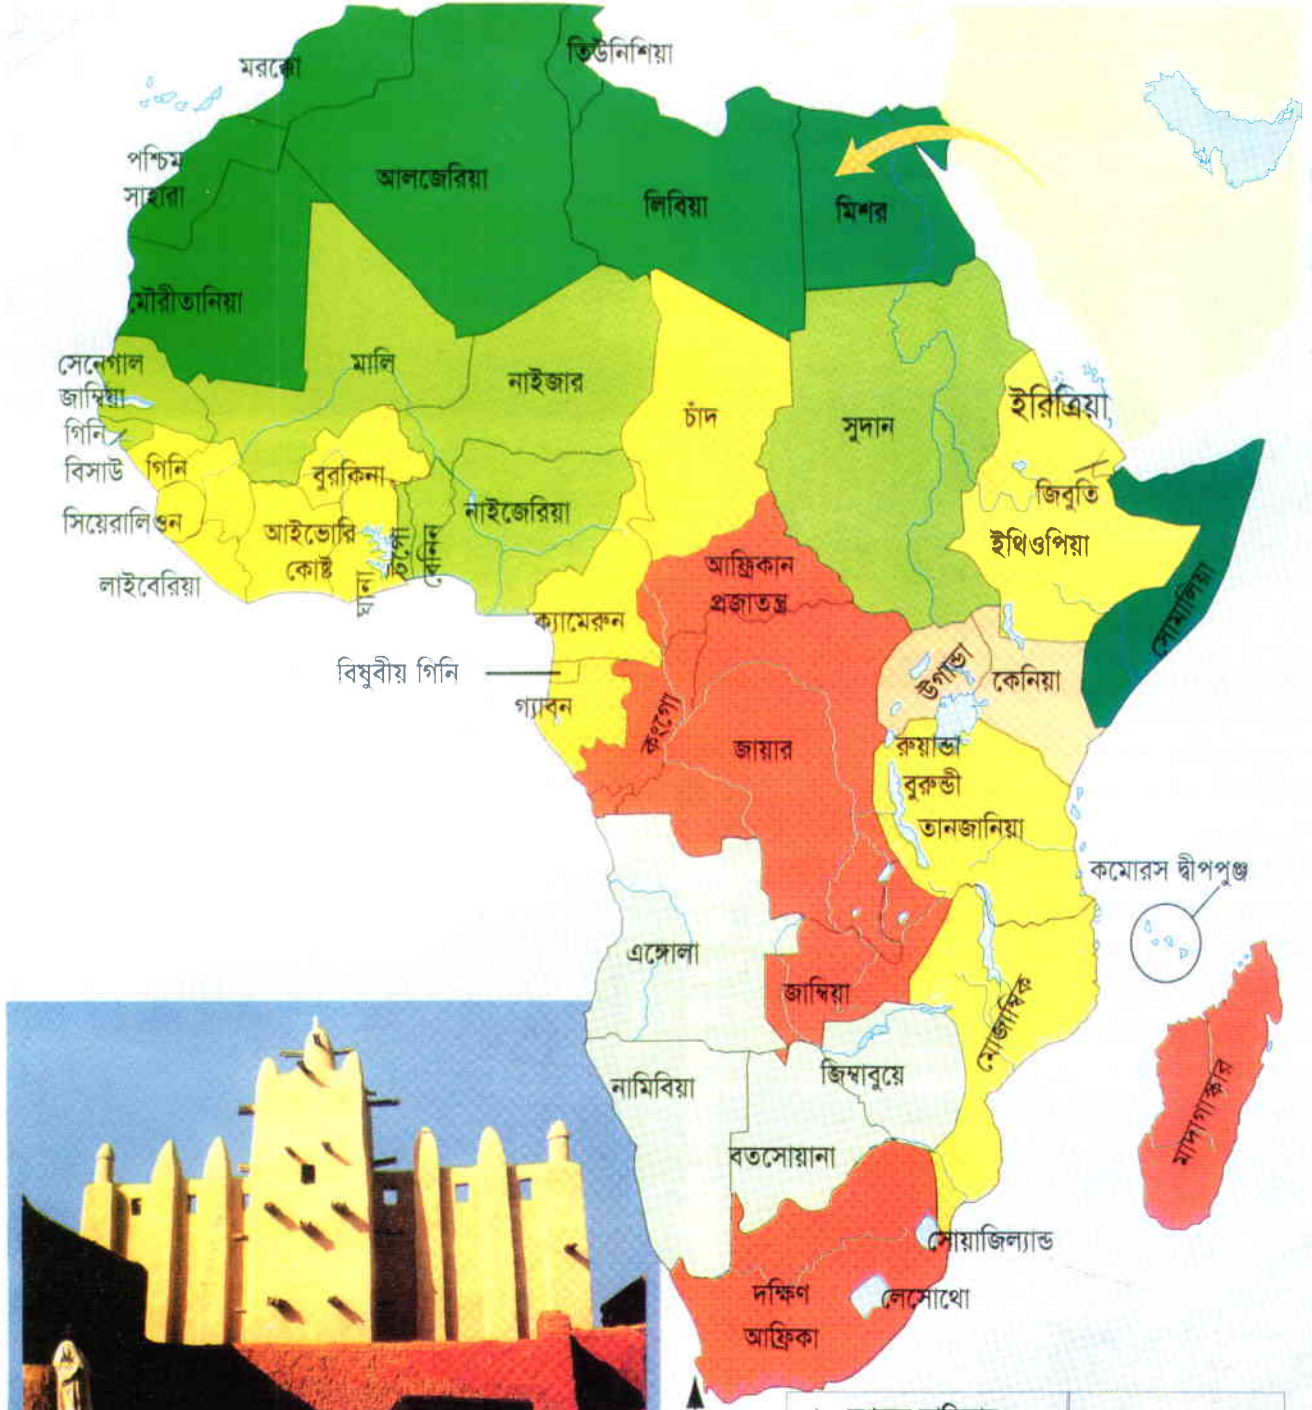 তিউনিশিয়া
মরক্কো
পশ্চিম
সাহারা
আলজেরিয়া
লিবিয়া
মিশর
মৌরীতানিয়া
সেনেগাল
জাম্বিয়া
গিনি
বিসাউ
গিনি
মালি
নাইজার
চাঁদ
সুদান
ইরিত্রিয়া
জিবুতি
ইথিওপিয়া
সোমালিয়া
বুরকিনা
সিয়েরালিওন
আইভোরি
কোষ্ট
লাইবেরিয়া
ঘানা
টোগো
বেনিন
নাইজেরিয়া
আফ্রিকান
প্রজাতন্ত্র
ক্যামেরুন
বিষুবীয় গিনি
গ্যাবন
কংগো
জায়ার
উগান্ডা
কেনিয়া
রুয়ান্ডা
বুরুন্ডী
তানজানিয়া
কমোরস দ্বীপপুঞ্জ
এঙ্গোলা
জাম্বিয়া
মোজাম্বিক
মাদাগাস্কার
নামিবিয়া
জিম্বাবুয়ে
বতসোয়ানা
সোয়াজিল্যান্ড
লেসোথো
দক্ষিণ
আফ্রিকা